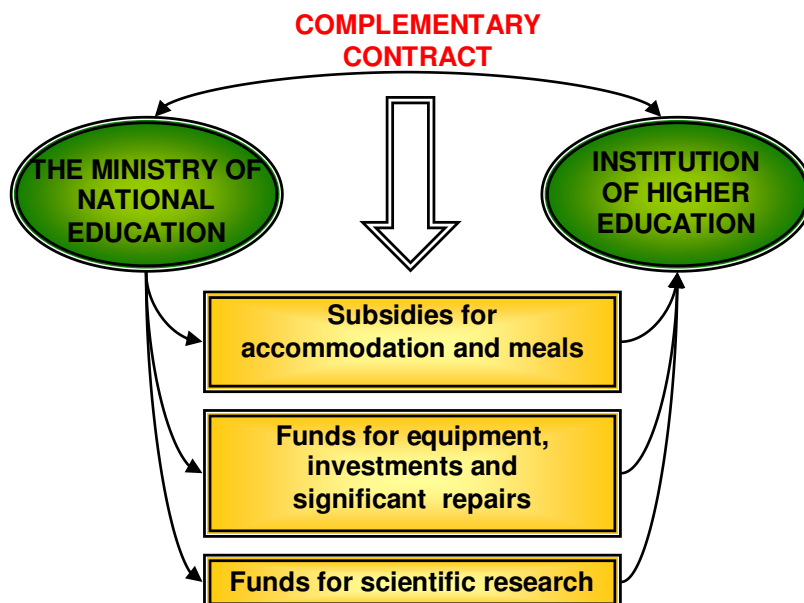 COMPLEMENTARY
CONTRACT
THE MINISTRY OF
NATIONAL
EDUCATION
INSTITUTION
OF HIGHER
EDUCATION
Subsidies for
accommodation and meals
Funds for equipment,
investments and
significant repairs
Funds for scientific research